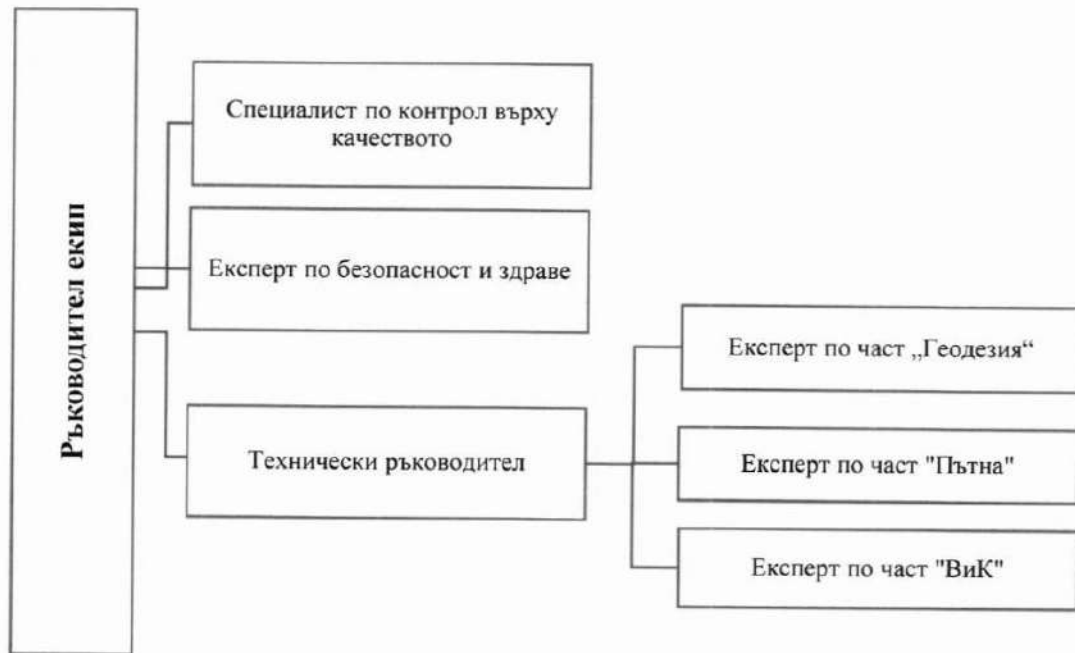 Ръководител екип
Специалист по контрол върху
качеството
Експерт по безопасност и здраве
Технически ръководител
Експерт по част „Геодезия“
Експерт по част "Пътна"
Експерт по част "ВиК"